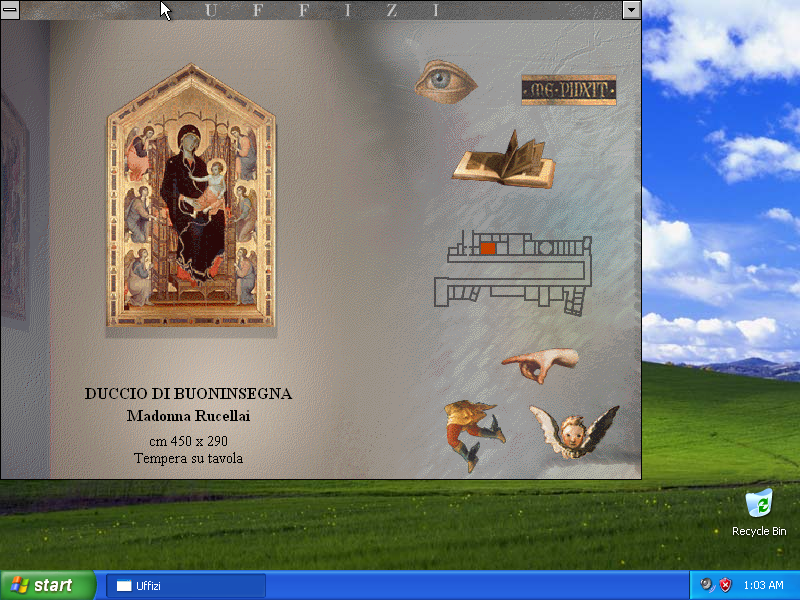 U F F I Z I
ME·PINXIT·
DUCCIO DI BUONINSEGNA
Madonna Rucellai
cm 450 x 290
Tempera su tavola
Recycle Bin
start
Uffizi
1:03 AM